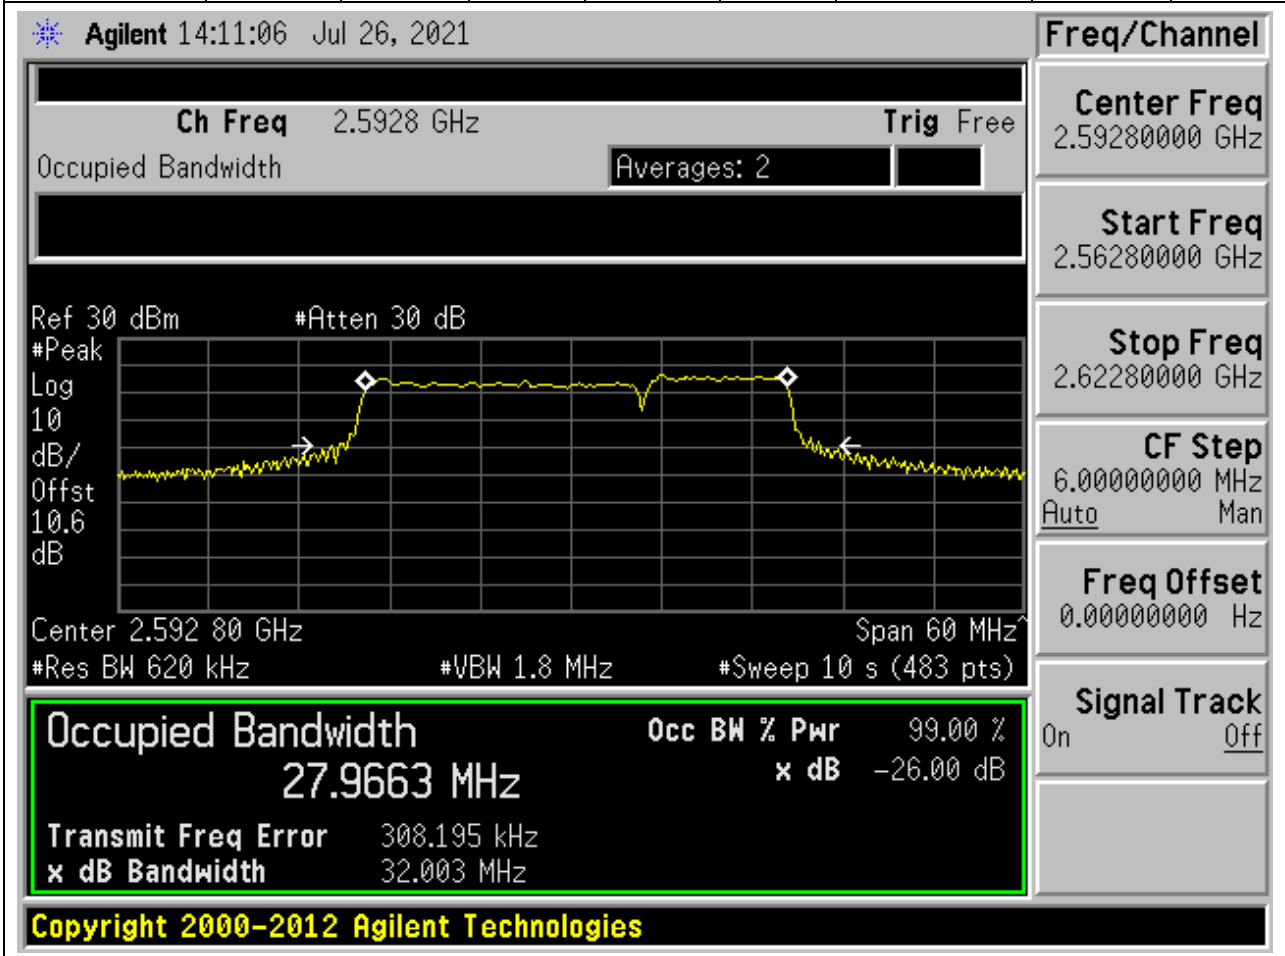 Agilent 14:11:06 Jul 26, 2021
Ch Freq 2.5928 GHz Trig Free
Occupied Bandwidth Averages: 2
Ref 30 dBm #Atten 30 dB
#Peak
Log
10
dB/
Offst
10.6
dB
Center 2.592 80 GHz Span 60 MHz^
#Res BW 620 kHz #VBW 1.8 MHz #Sweep 10 s (483 pts)
Occupied Bandwidth Occ BW % Pwr 99.00 %
27.9663 MHz x dB -26.00 dB
Transmit Freq Error 308.195 kHz
x dB Bandwidth 32.003 MHz
Copyright 2000-2012 Agilent Technologies
Freq/Channel
Center Freq
2.59280000 GHz
Start Freq
2.56280000 GHz
Stop Freq
2.62280000 GHz
CF Step
6.00000000 MHz
Auto Man
Freq Offset
0.00000000 Hz
Signal Track
On Off